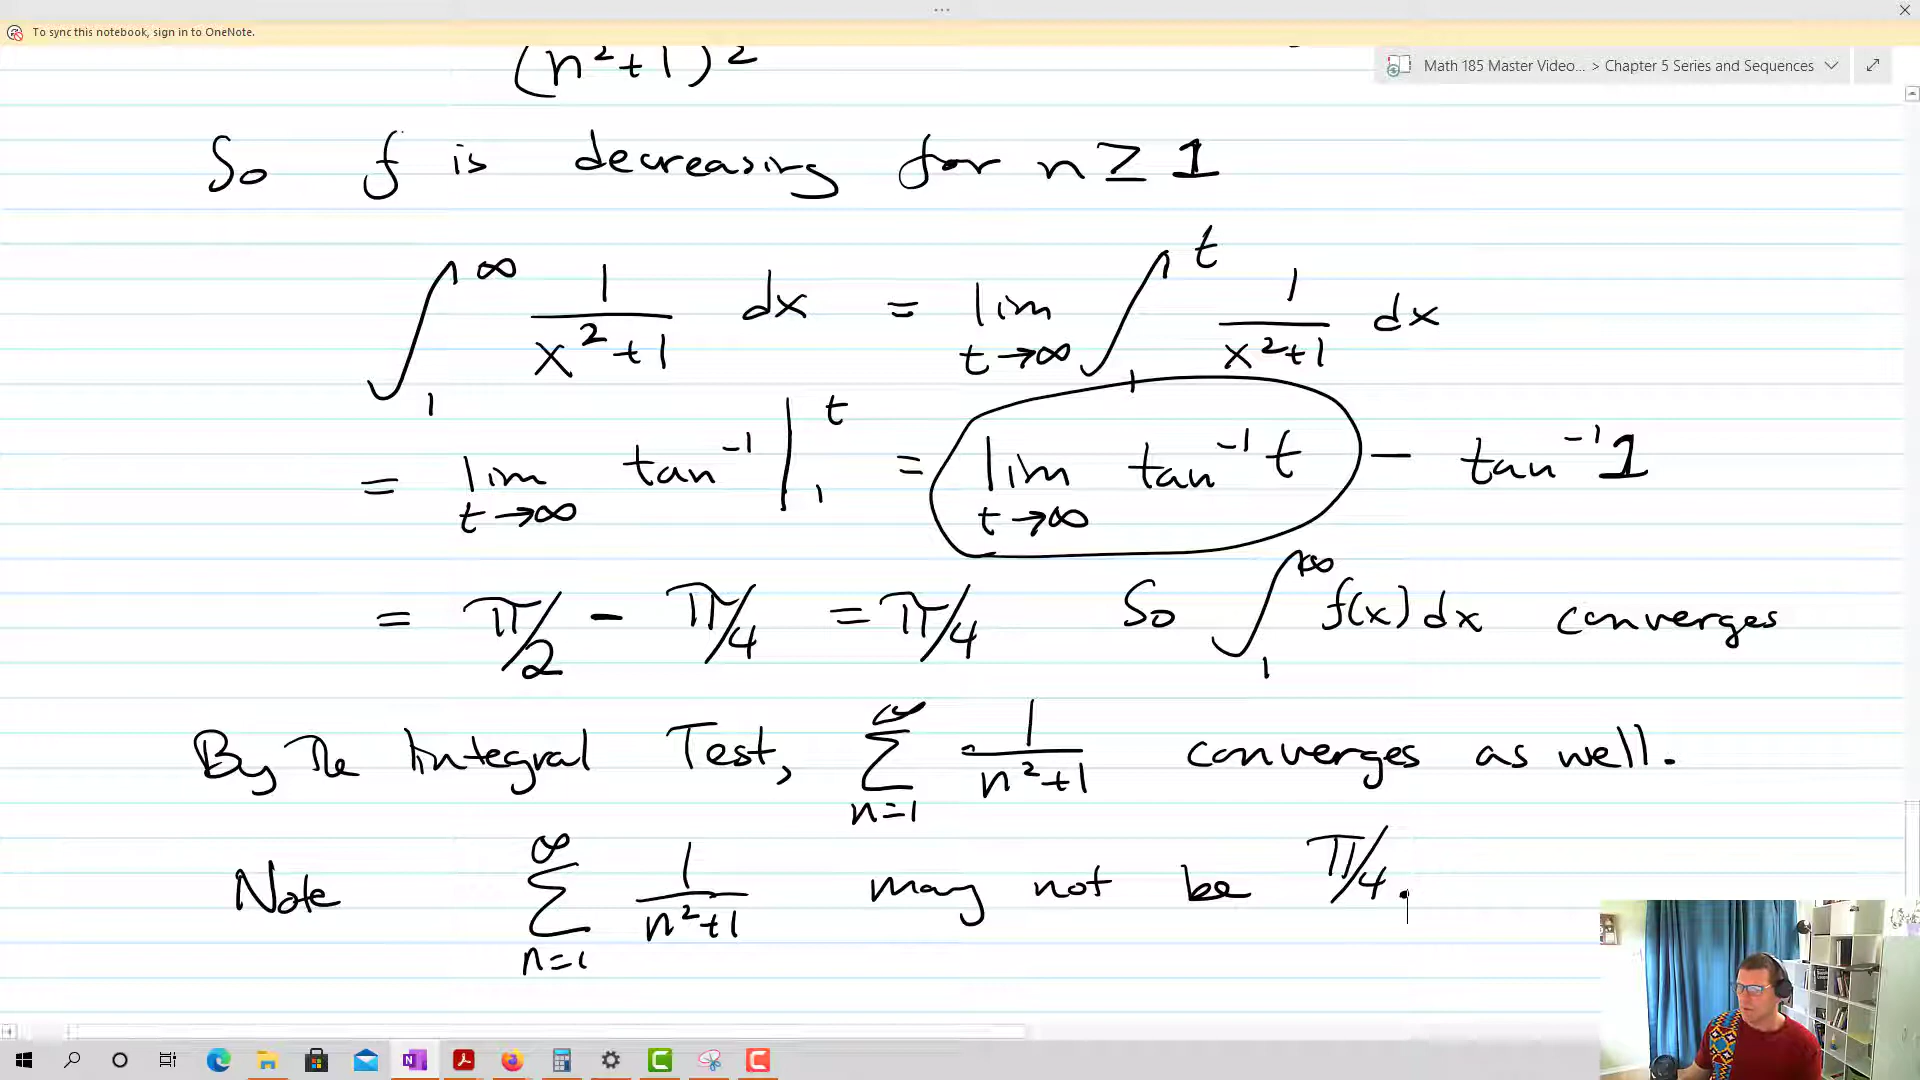 ...
To sync this notebook, sign in to OneNote.
Math 185 Master Video... > Chapter 5 Series and Sequences
(n²+1)²
So f is decreasing for n ≥ 1
∫₁^∞ 1/(x²+1) dx = lim t→∞ ∫₁^t 1/(x²+1) dx
= lim t→∞ tan⁻¹ |₁^t = lim t→∞ tan⁻¹ t − tan⁻¹ 1
= π/2 − π/4 = π/4 So ∫₁^∞ f(x) dx converges
By the Integral Test, ∑n=1^∞ 1/(n²+1) converges as well.
Note ∑n=1^∞ 1/(n²+1) may not be π/4.